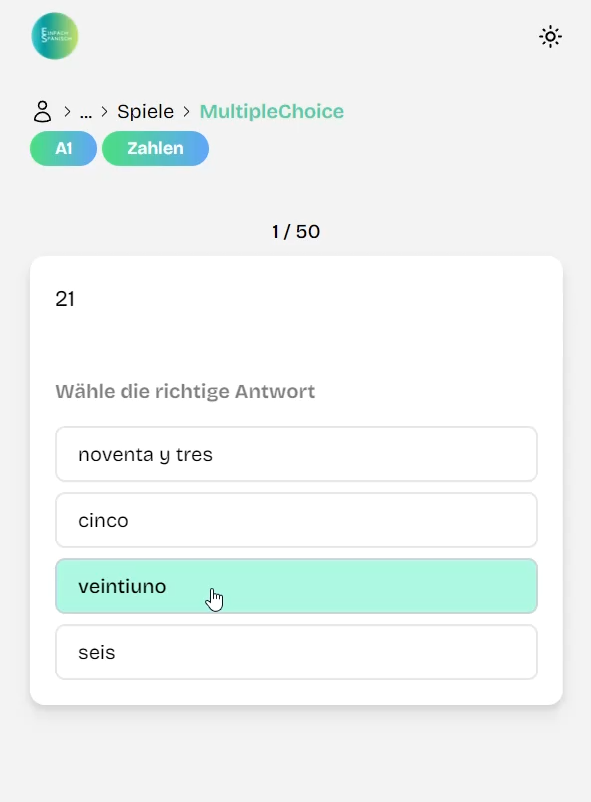 EINFACH
SPANISCH
> ... > Spiele > MultipleChoice
A1 Zahlen
1 / 50
21
Wähle die richtige Antwort
noventa y tres
cinco
veintiuno
seis